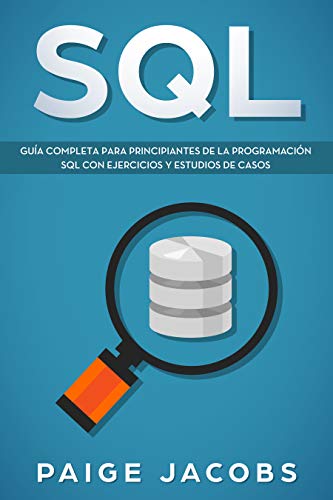 SQL
GUÍA COMPLETA PARA PRINCIPIANTES DE LA PROGRAMACIÓN
SQL CON EJERCICIOS Y ESTUDIOS DE CASOS
PAIGE JACOBS